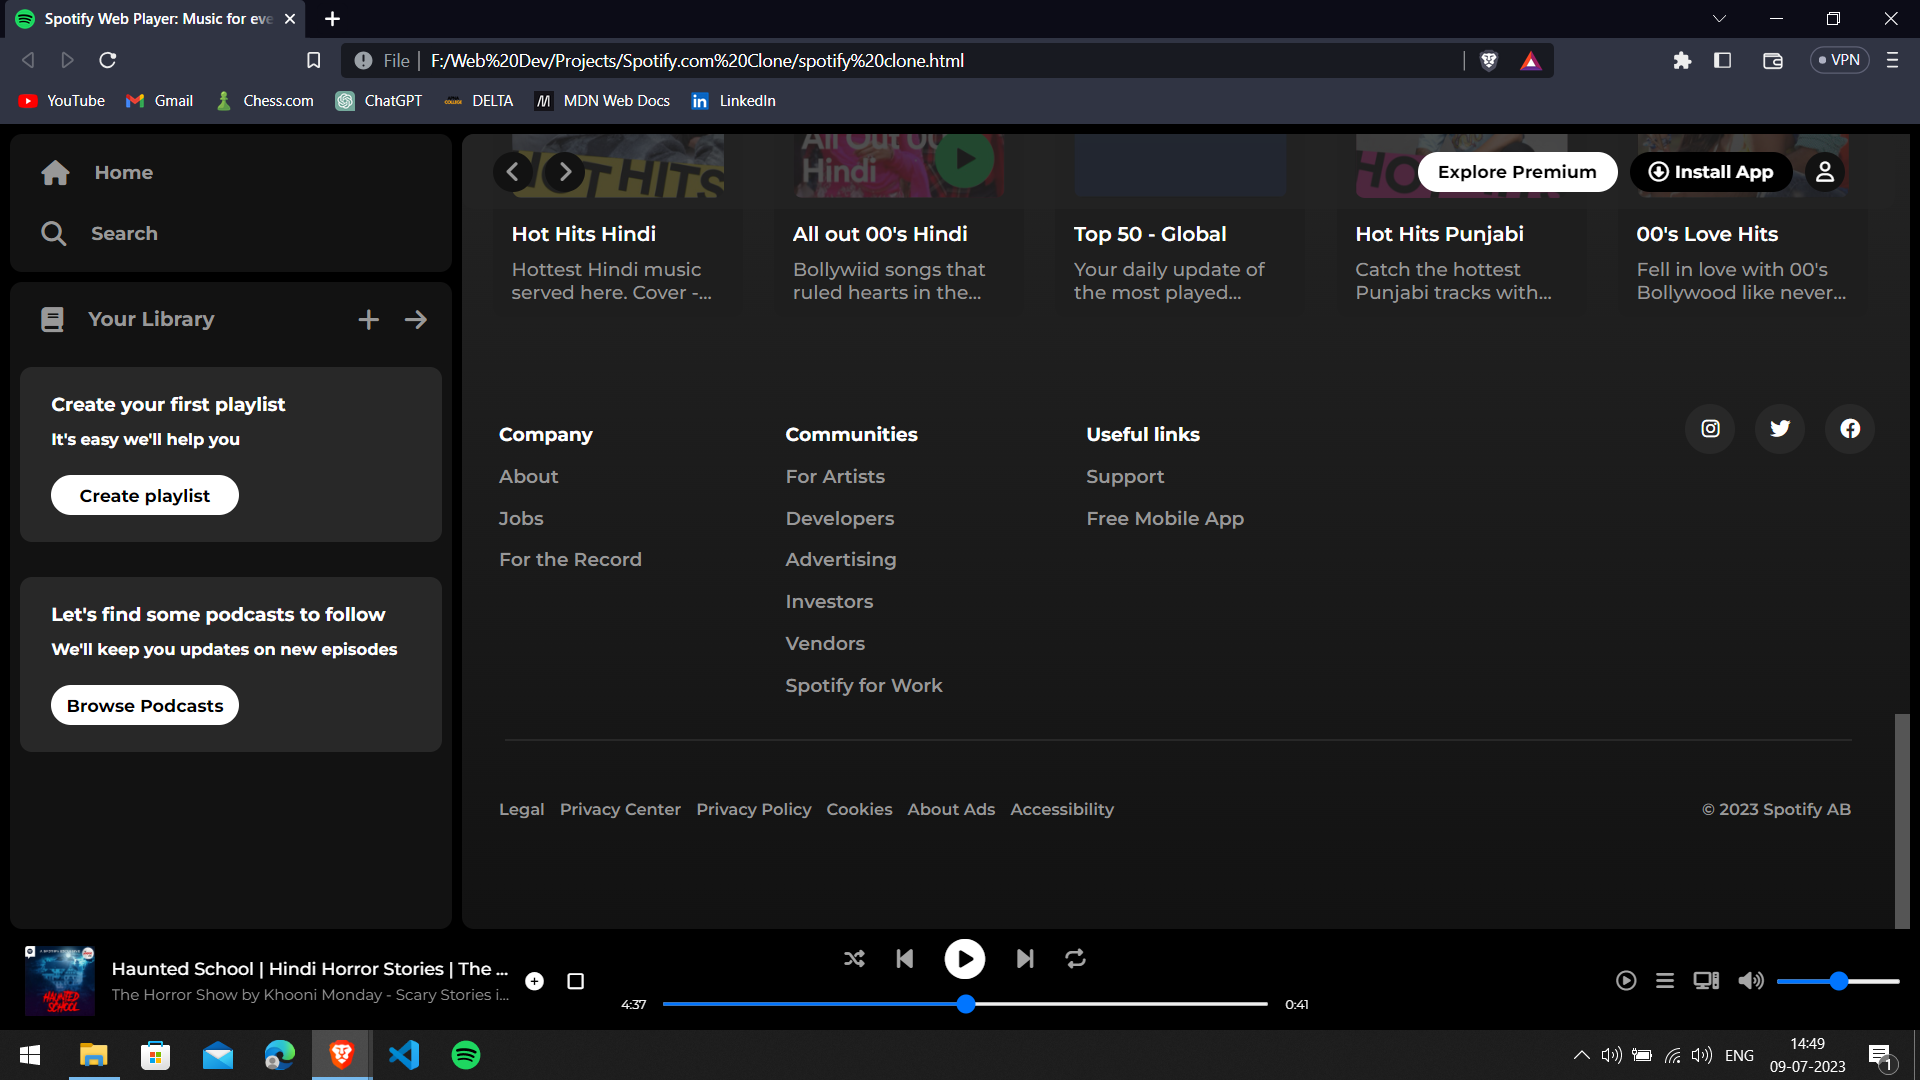 Spotify Web Player: Music for eve
File
F:/Web%20Dev/Projects/Spotify.com%20Clone/spotify%20clone.html
VPN
YouTube
Gmail
Chess.com
ChatGPT
DELTA
MDN Web Docs
LinkedIn
Home
Search
Your Library
Create your first playlist
It's easy we'll help you
Create playlist
Let's find some podcasts to follow
We'll keep you updates on new episodes
Browse Podcasts
HOT HITS
All Out 00
Hindi
HOT
Explore Premium
Install App
Hot Hits Hindi
Hottest Hindi music
served here. Cover -...
All out 00's Hindi
Bollywiid songs that
ruled hearts in the...
Top 50 - Global
Your daily update of
the most played...
Hot Hits Punjabi
Catch the hottest
Punjabi tracks with...
00's Love Hits
Fell in love with 00's
Bollywood like never...
Company
About
Jobs
For the Record
Communities
For Artists
Developers
Advertising
Investors
Vendors
Spotify for Work
Useful links
Support
Free Mobile App
Legal Privacy Center Privacy Policy Cookies About Ads Accessibility
© 2023 Spotify AB
HAUNTED
SCHOOL
Haunted School | Hindi Horror Stories | The ...
The Horror Show by Khooni Monday - Scary Stories i...
4:37
0:41
ENG
14:49
09-07-2023
1